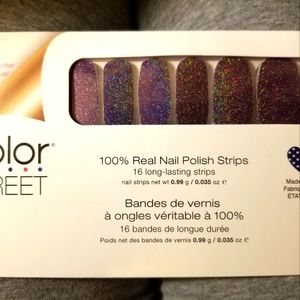 olor
REET
100% Real Nail Polish Strips
16 long-lasting strips
nail strips net wt 0.99 g / 0.035 oz ℮
Bandes de vernis
à ongles véritable à 100%
16 bandes de longue durée
Poids net des bandes de vernis 0.99 g / 0.035 oz ℮
Made
Fabriq
ÉTAT